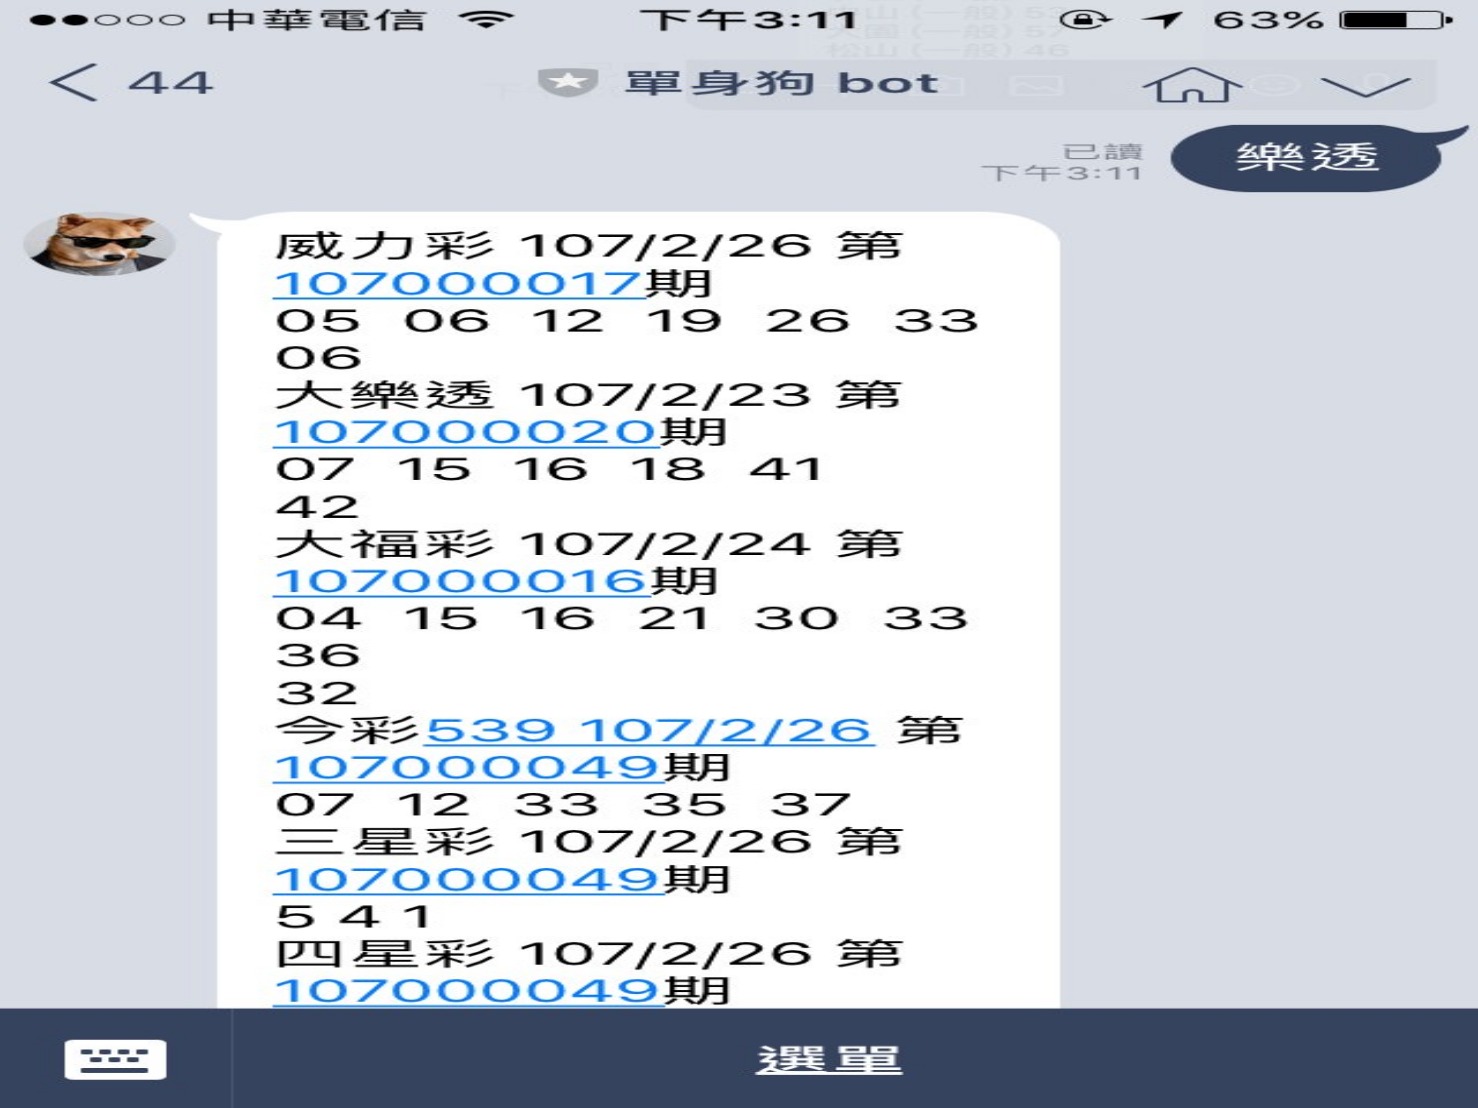 中華電信 下午3:11 63%
44 單身狗 bot
樂透
已讀
下午3:11
威力彩 107/2/26 第
107000017期
05 06 12 19 26 33
06
大樂透 107/2/23 第
107000020期
07 15 16 18 41
42
大福彩 107/2/24 第
107000016期
04 15 16 21 30 33
36
32
今彩539 107/2/26 第
107000049期
07 12 33 35 37
三星彩 107/2/26 第
107000049期
5 4 1
四星彩 107/2/26 第
107000049期
選單